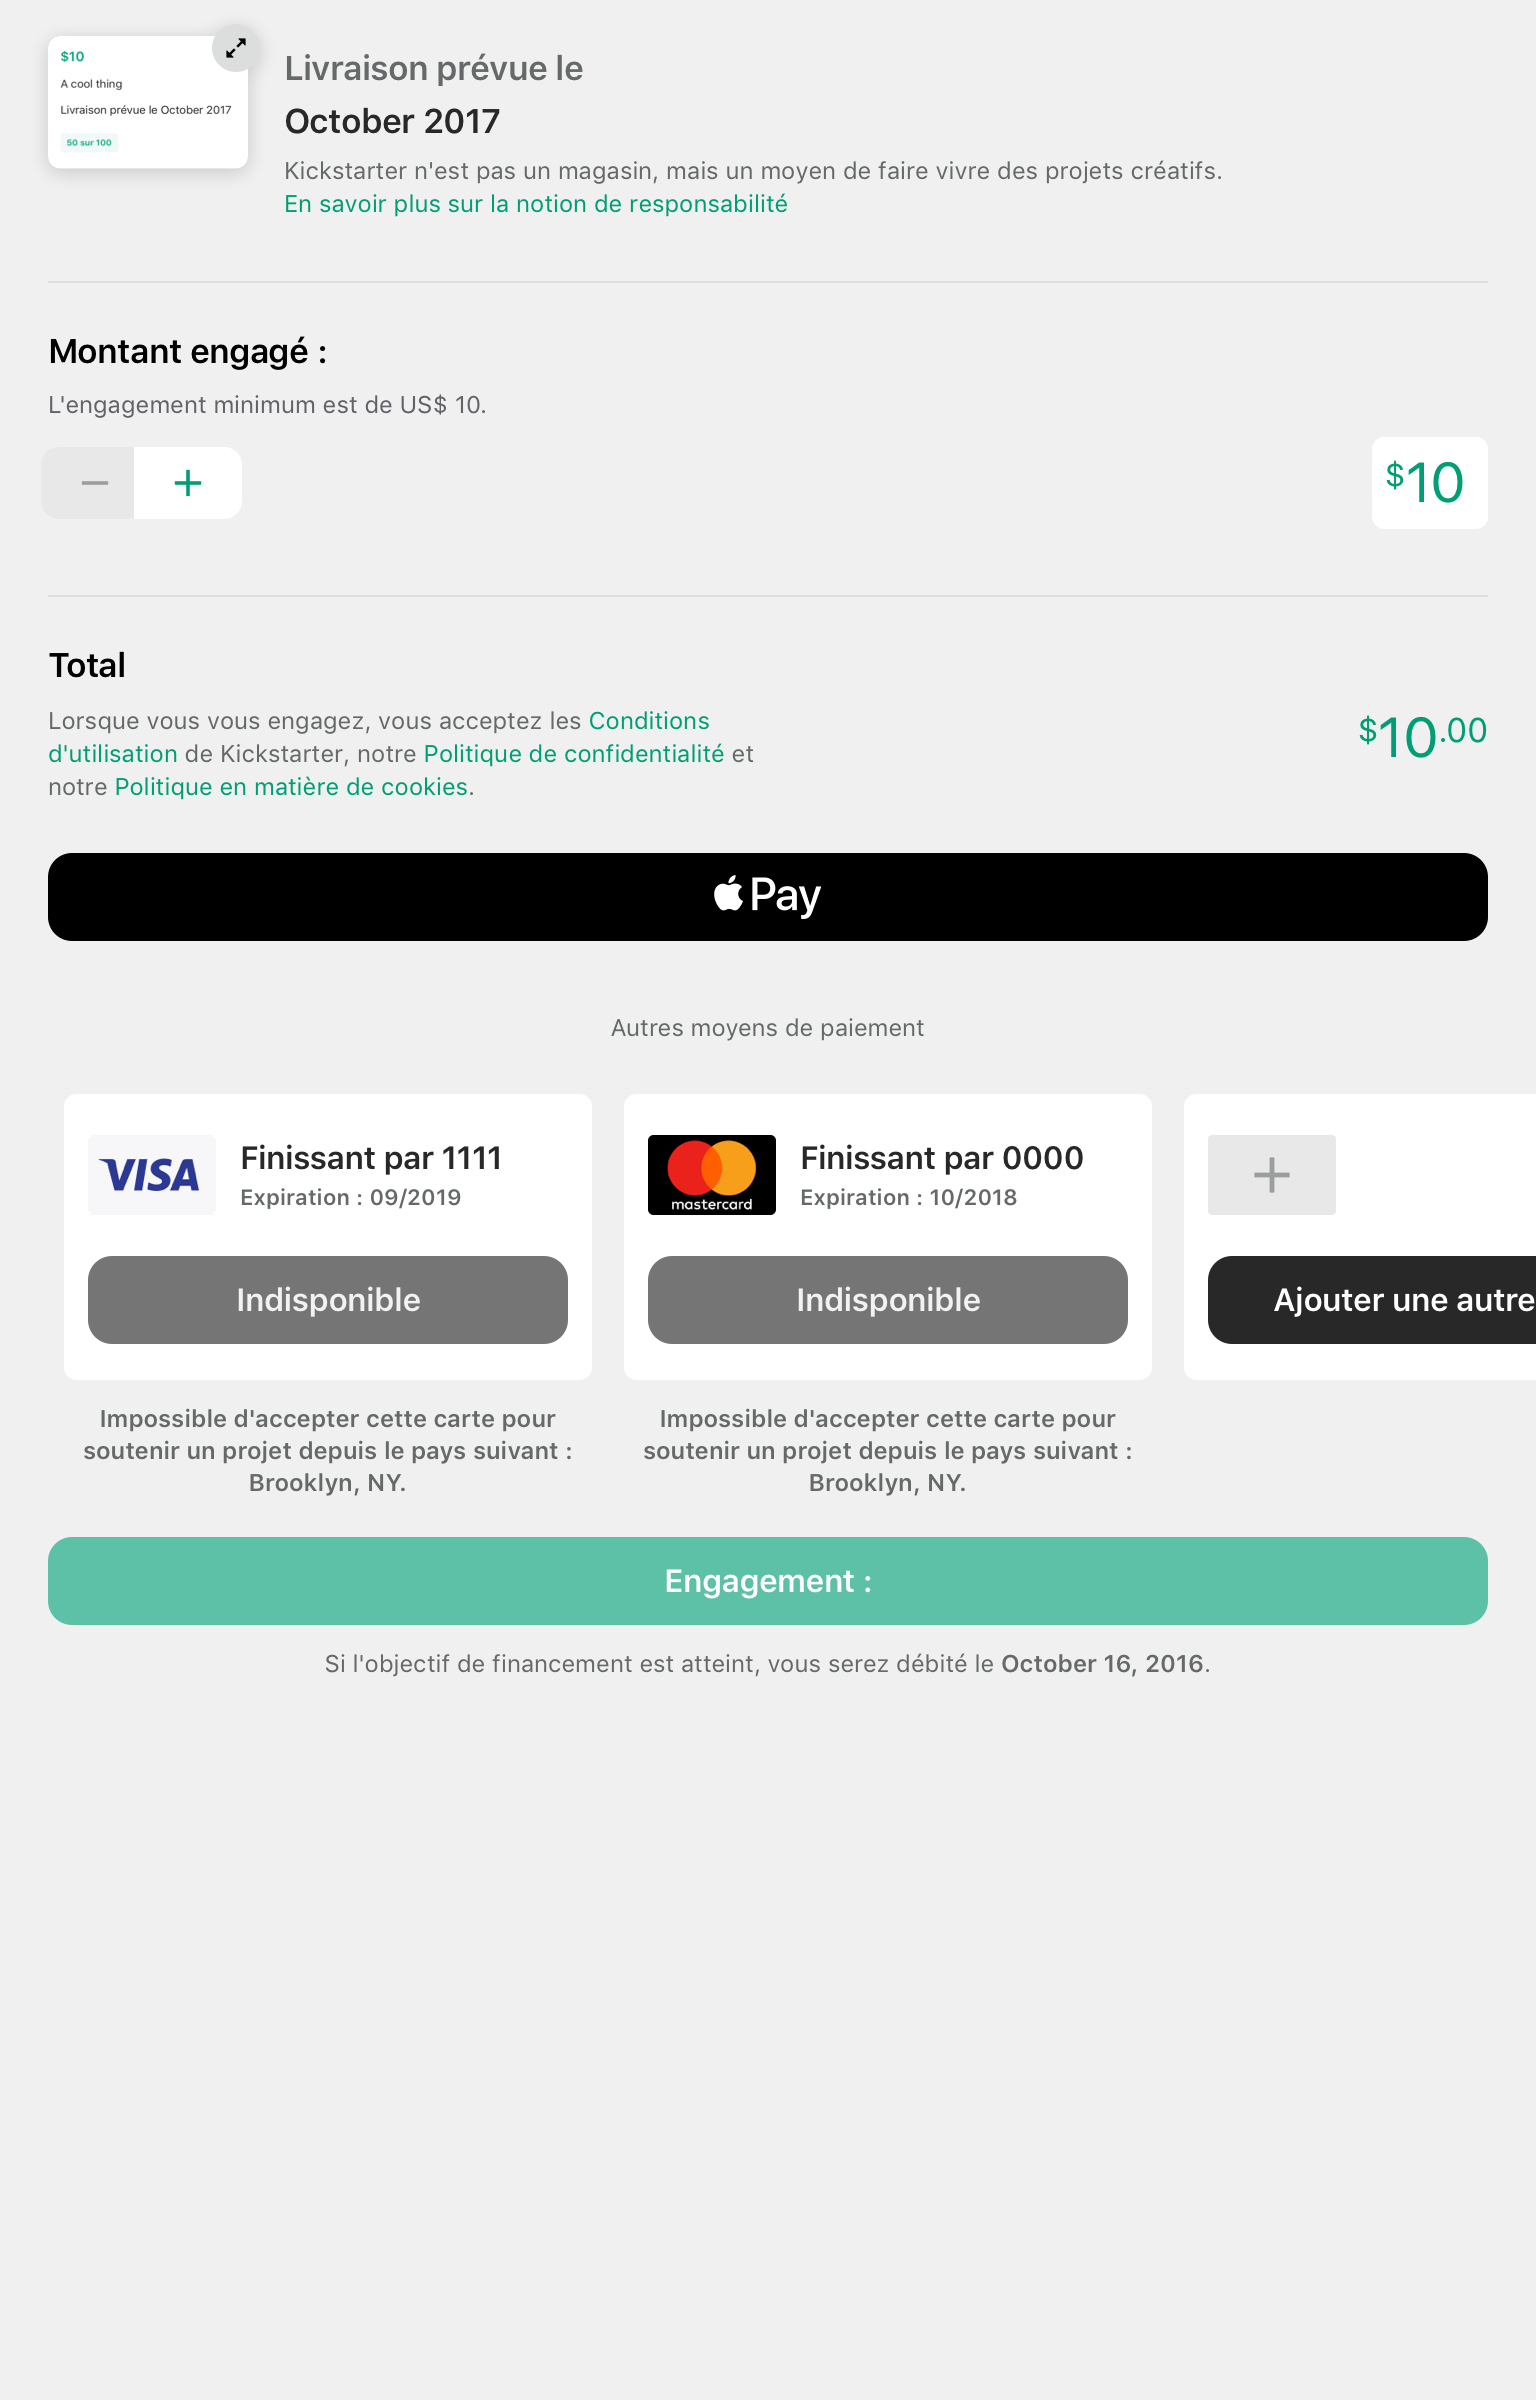 $10
A cool thing
Livraison prévue le October 2017
50 sur 100
Livraison prévue le
October 2017
Kickstarter n'est pas un magasin, mais un moyen de faire vivre des projets créatifs.
En savoir plus sur la notion de responsabilité
Montant engagé :
L'engagement minimum est de US$ 10.
$10
Total
Lorsque vous vous engagez, vous acceptez les Conditions
d'utilisation de Kickstarter, notre Politique de confidentialité et
notre Politique en matière de cookies.
$10.00
Pay
Autres moyens de paiement
VISA
Finissant par 1111
Expiration : 09/2019
Indisponible
Impossible d'accepter cette carte pour
soutenir un projet depuis le pays suivant :
Brooklyn, NY.
mastercard
Finissant par 0000
Expiration : 10/2018
Indisponible
Impossible d'accepter cette carte pour
soutenir un projet depuis le pays suivant :
Brooklyn, NY.
Ajouter une autre
Engagement :
Si l'objectif de financement est atteint, vous serez débité le October 16, 2016.